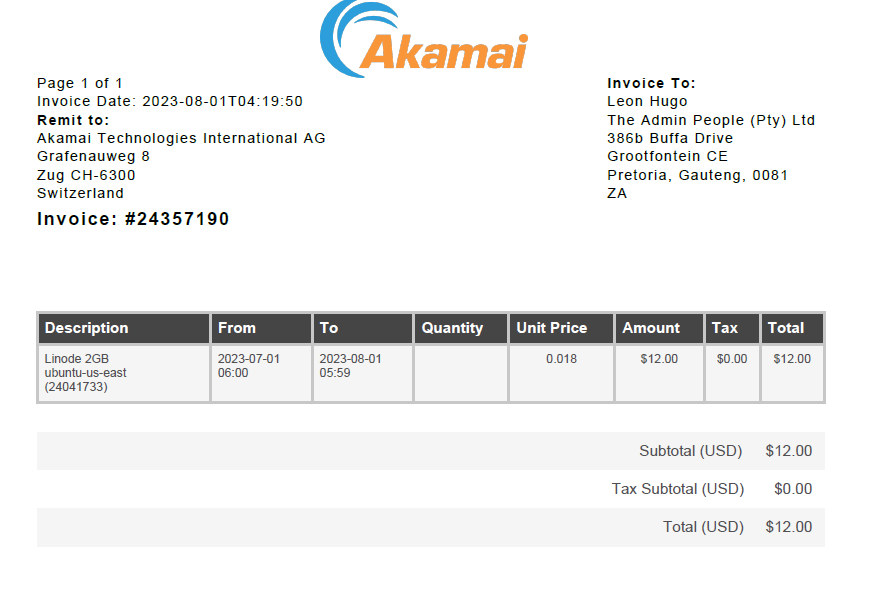 Akamai
Page 1 of 1
Invoice Date: 2023-08-01T04:19:50
Remit to:
Akamai Technologies International AG
Grafenauweg 8
Zug CH-6300
Switzerland
Invoice: #24357190
Invoice To:
Leon Hugo
The Admin People (Pty) Ltd
386b Buffa Drive
Grootfontein CE
Pretoria, Gauteng, 0081
ZA
Description From To Quantity Unit Price Amount Tax Total
Linode 2GB 2023-07-01 2023-08-01 0.018 $12.00 $0.00 $12.00
ubuntu-us-east 06:00 05:59
(24041733)
Subtotal (USD) $12.00
Tax Subtotal (USD) $0.00
Total (USD) $12.00